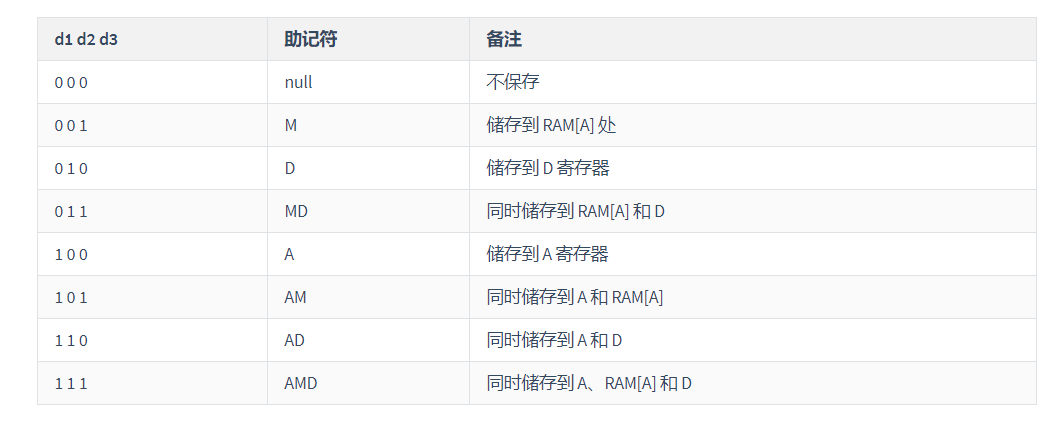 d1 d2 d3 助记符 备注
0 0 0 null 不保存
0 0 1 M 储存到 RAM[A] 处
0 1 0 D 储存到 D 寄存器
0 1 1 MD 同时储存到 RAM[A] 和 D
1 0 0 A 储存到 A 寄存器
1 0 1 AM 同时储存到 A 和 RAM[A]
1 1 0 AD 同时储存到 A 和 D
1 1 1 AMD 同时储存到 A、RAM[A] 和 D